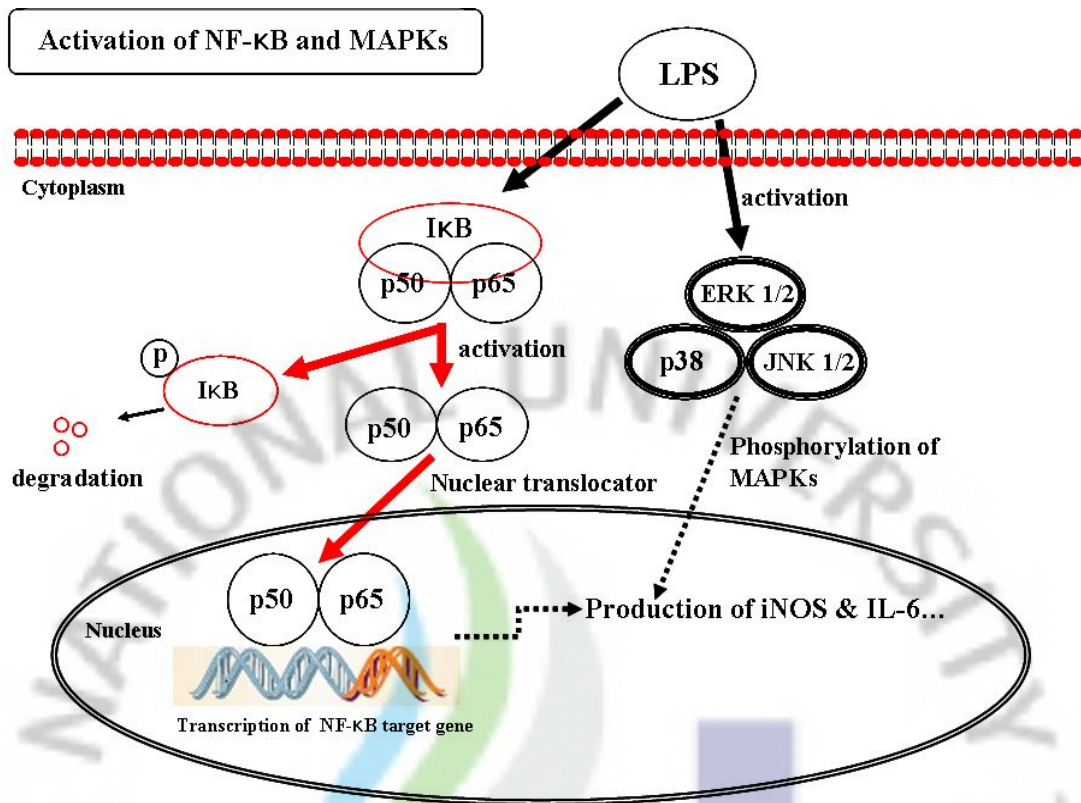 Activation of NF-κB and MAPKs
LPS
Cytoplasm
activation
IκB
p50
p65
ERK 1/2
p38
JNK 1/2
activation
p
IκB
p50
p65
degradation
Phosphorylation of
MAPKs
Nuclear translocator
p50
p65
Production of iNOS & IL-6...
Nucleus
Transcription of NF-κB target gene
NATIONAL UNIVERSITY